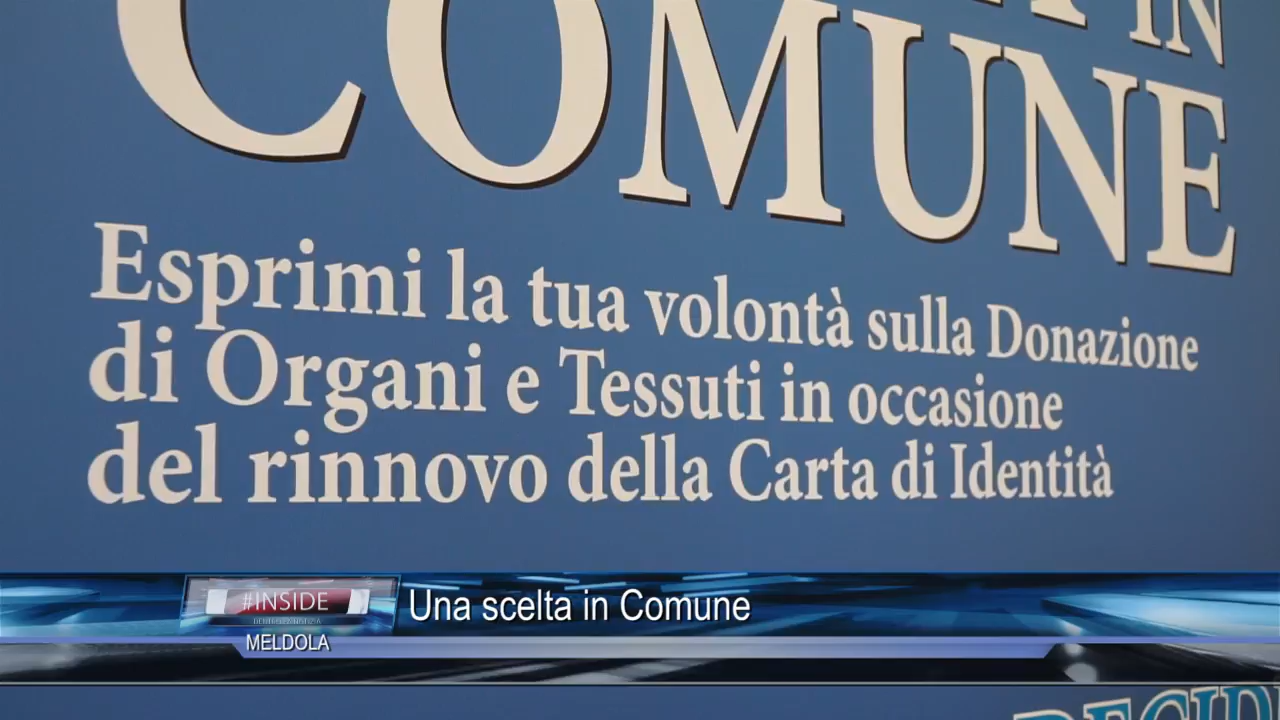 IN
COMUNE
Esprimi la tua volontà sulla Donazione
di Organi e Tessuti in occasione
del rinnovo della Carta di Identità
#INSIDE
Una scelta in Comune
MELDOLA